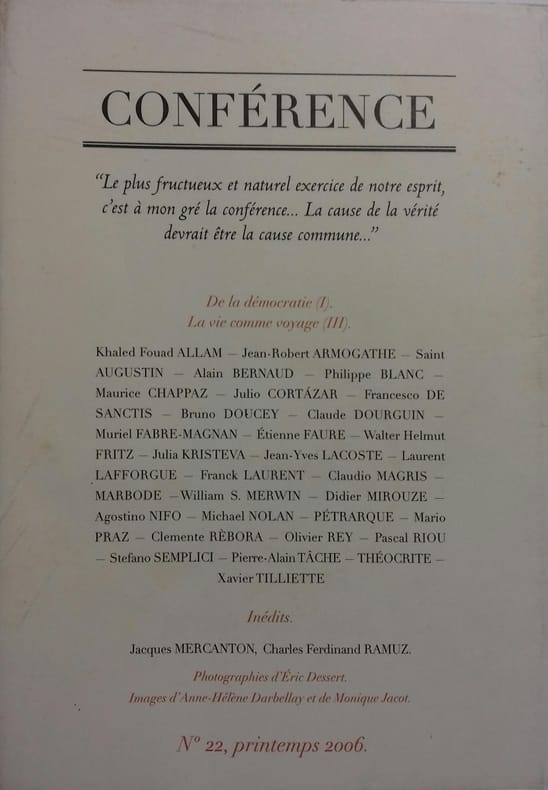 CONFÉRENCE
“Le plus fructueux et naturel exercice de notre esprit,
c’est à mon gré la conférence... La cause de la vérité
devrait être la cause commune...”
De la démocratie (I).
La vie comme voyage (III).
Khaled Fouad ALLAM – Jean-Robert ARMOGATHE – Saint
AUGUSTIN – Alain BERNAUD – Philippe BLANC –
Maurice CHAPPAZ – Julio CORTÁZAR – Francesco DE
SANCTIS – Bruno DOUCEY – Claude DOURGUIN –
Muriel FABRE-MAGNAN – Étienne FAURE – Walter Helmut
FRITZ – Julia KRISTEVA – Jean-Yves LACOSTE – Laurent
LAFFORGUE – Franck LAURENT – Claudio MAGRIS –
MARBODE – William S. MERWIN – Didier MIROUZE –
Agostino NIFO – Michael NOLAN – PÉTRARQUE – Mario
PRAZ – Clemente RÈBORA – Olivier REY – Pascal RIOU
– Stefano SEMPLICI – Pierre-Alain TÂCHE – THÉOCRITE –
Xavier TILLIETTE
Inédits.
Jacques MERCANTON, Charles Ferdinand RAMUZ.
Photographies d’Éric Dessert.
Images d’Anne-Hélène Darbellay et de Monique Jacot.
N° 22, printemps 2006.